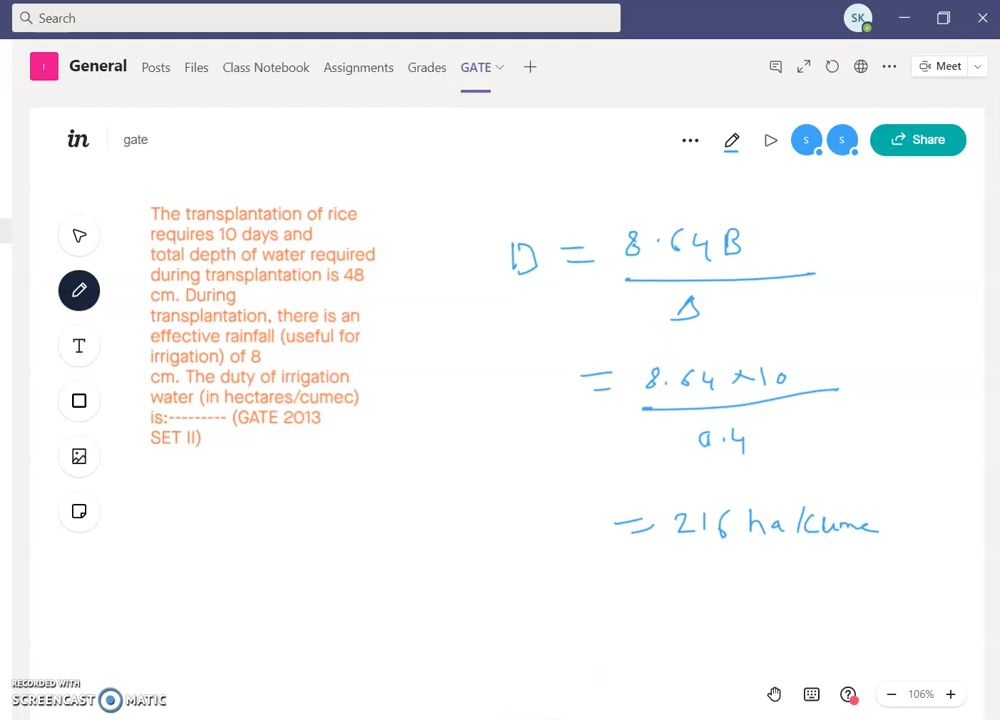 Search
SK
I General Posts Files Class Notebook Assignments Grades GATE Meet
in gate S S Share
The transplantation of rice
requires 10 days and
total depth of water required
during transplantation is 48
cm. During
transplantation, there is an
effective rainfall (useful for
irrigation) of 8
cm. The duty of irrigation
water (in hectares/cumec)
is:--------- (GATE 2013
SET II)
D = 8.64 B
Δ
= 8.64 × 10
0.4
= 216 ha/cume
T
RECORDED WITH
SCREENCAST MATIC
106%